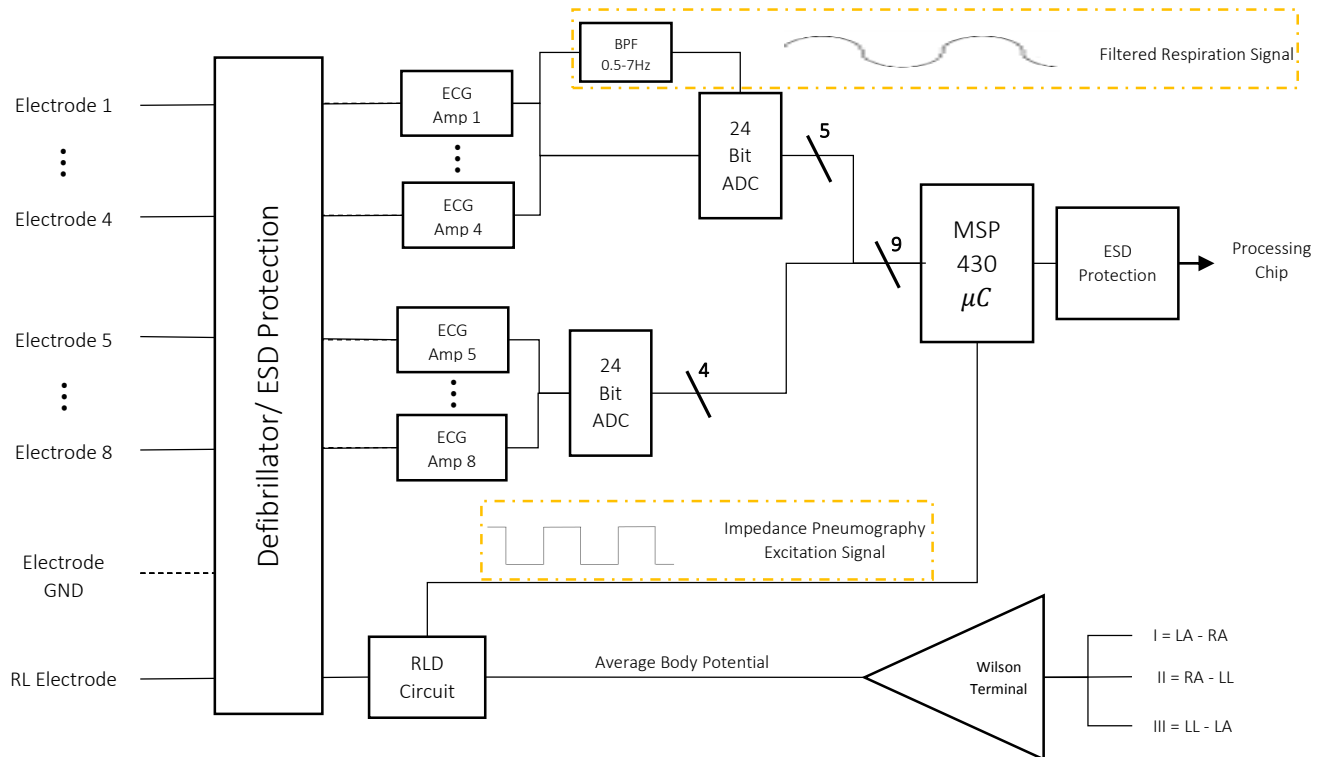 BPF
0.5-7Hz
Filtered Respiration Signal
Electrode 1
ECG
Amp 1
24
Bit
ADC
5
Electrode 4
ECG
Amp 4
Defibrillator/ ESD Protection
MSP
430
μC
9
ESD
Protection
Processing
Chip
Electrode 5
ECG
Amp 5
24
Bit
ADC
4
Electrode 8
ECG
Amp 8
Impedance Pneumography
Excitation Signal
Electrode
GND
RL Electrode
RLD
Circuit
Average Body Potential
Wilson
Terminal
I = LA - RA
II = RA - LL
III = LL - LA